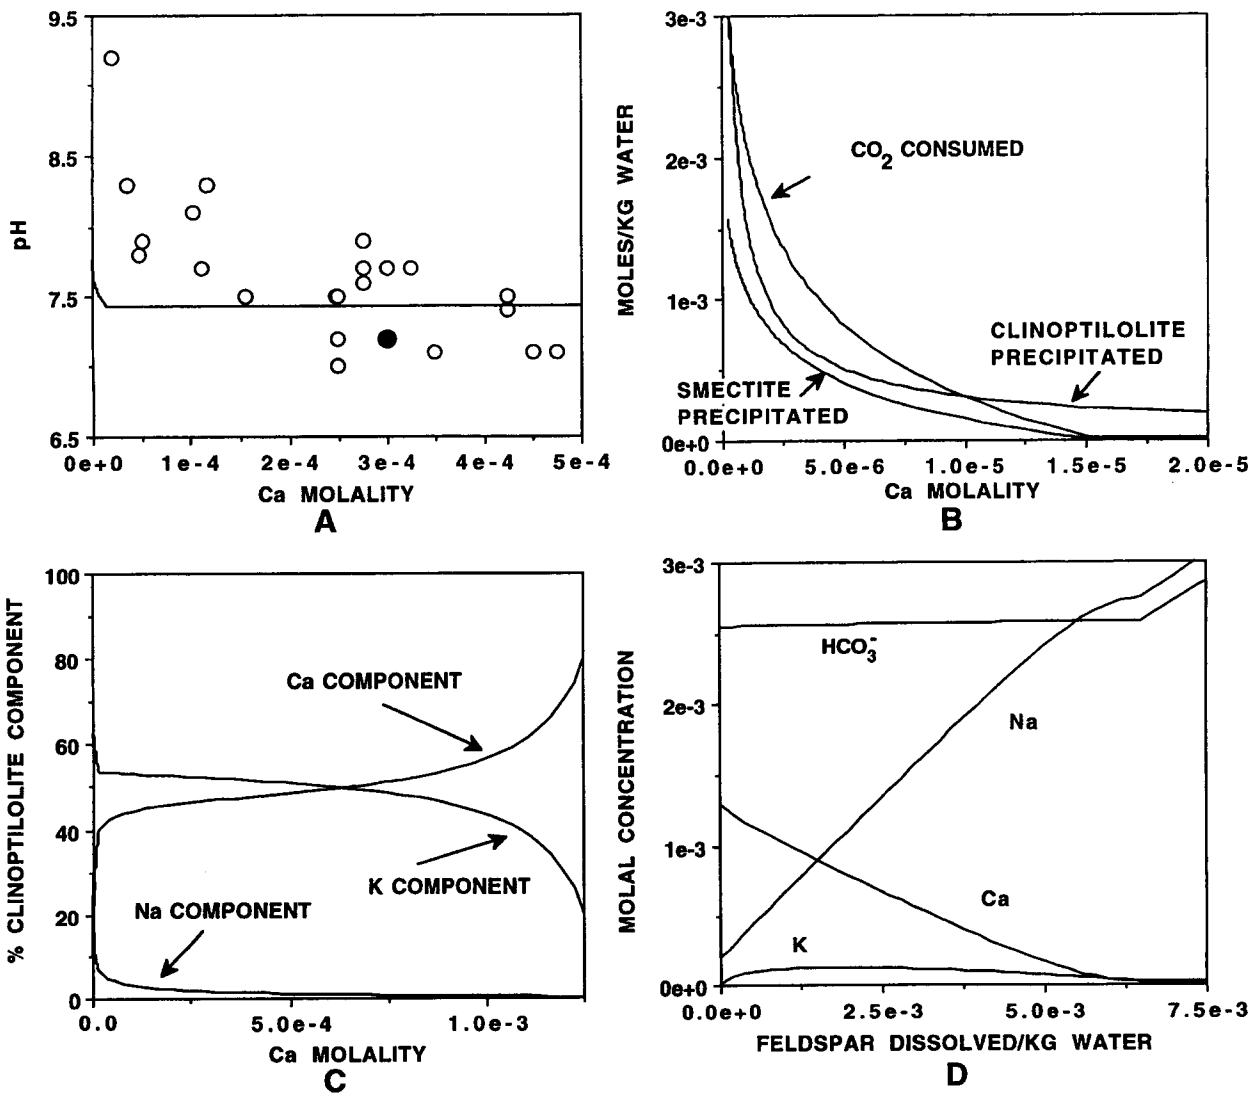 9.5
8.5
7.5
6.5
pH
0e+0 1e-4 2e-4 3e-4 4e-4 5e-4
Ca MOLALITY
A
3e-3
2e-3
1e-3
0e+0
MOLES/KG WATER
CO2 CONSUMED
CLINOPTILOLITE
PRECIPITATED
SMECTITE
PRECIPITATED
0.0e+0 5.0e-6 1.0e-5 1.5e-5 2.0e-5
Ca MOLALITY
B
100
80
60
40
20
0
% CLINOPTILOLITE COMPONENT
Ca COMPONENT
K COMPONENT
Na COMPONENT
0.0 5.0e-4 1.0e-3
Ca MOLALITY
C
3e-3
2e-3
1e-3
0e+0
MOLAL CONCENTRATION
HCO3-
Na
Ca
K
0.0e+0 2.5e-3 5.0e-3 7.5e-3
FELDSPAR DISSOLVED/KG WATER
D